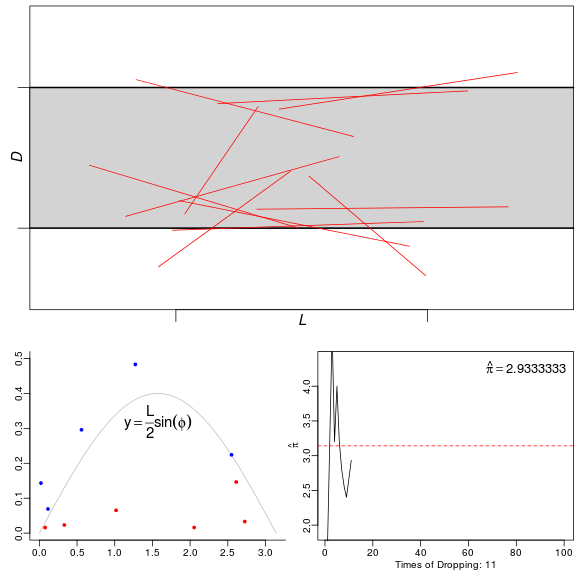 D
L
0.5
0.4
0.3
0.2
0.1
0.0
y = L/2 sin(ϕ)
0.0 0.5 1.0 1.5 2.0 2.5 3.0
π̂ = 2.9333333
4.0
3.5
3.0
2.5
2.0
π̂
0 20 40 60 80 100
Times of Dropping: 11